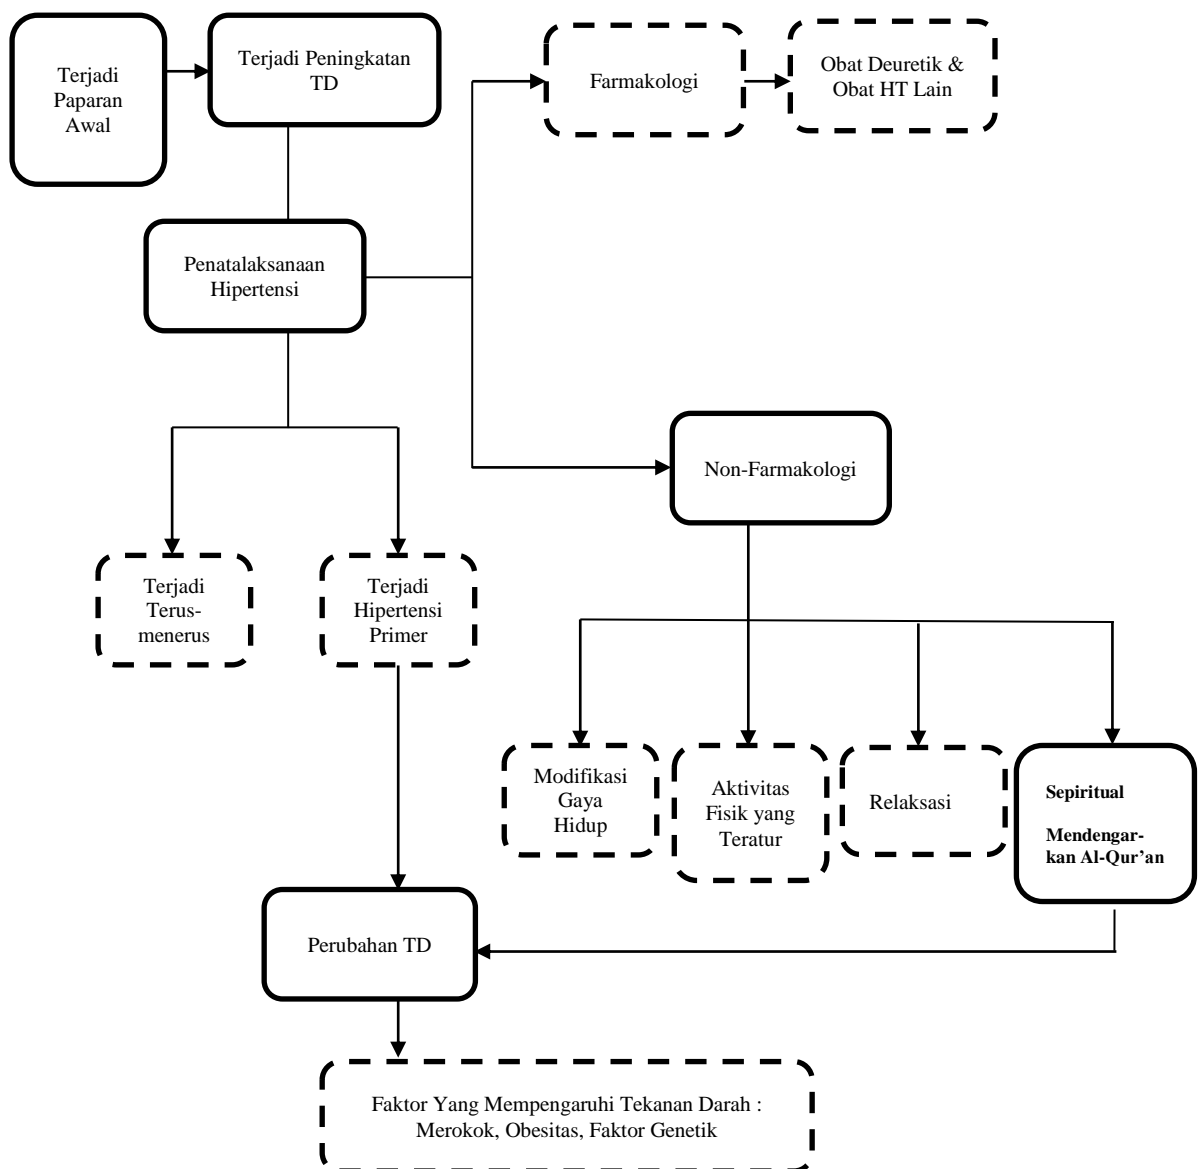 Terjadi
Paparan
Awal
Terjadi Peningkatan
TD
Farmakologi
Obat Deuretik &
Obat HT Lain
Penatalaksanaan
Hipertensi
Non-Farmakologi
Terjadi
Terus-
menerus
Terjadi
Hipertensi
Primer
Modifikasi
Gaya
Hidup
Aktivitas
Fisik yang
Teratur
Relaksasi
Sepiritual
Mendengar-
kan Al-Qur’an
Perubahan TD
Faktor Yang Mempengaruhi Tekanan Darah :
Merokok, Obesitas, Faktor Genetik